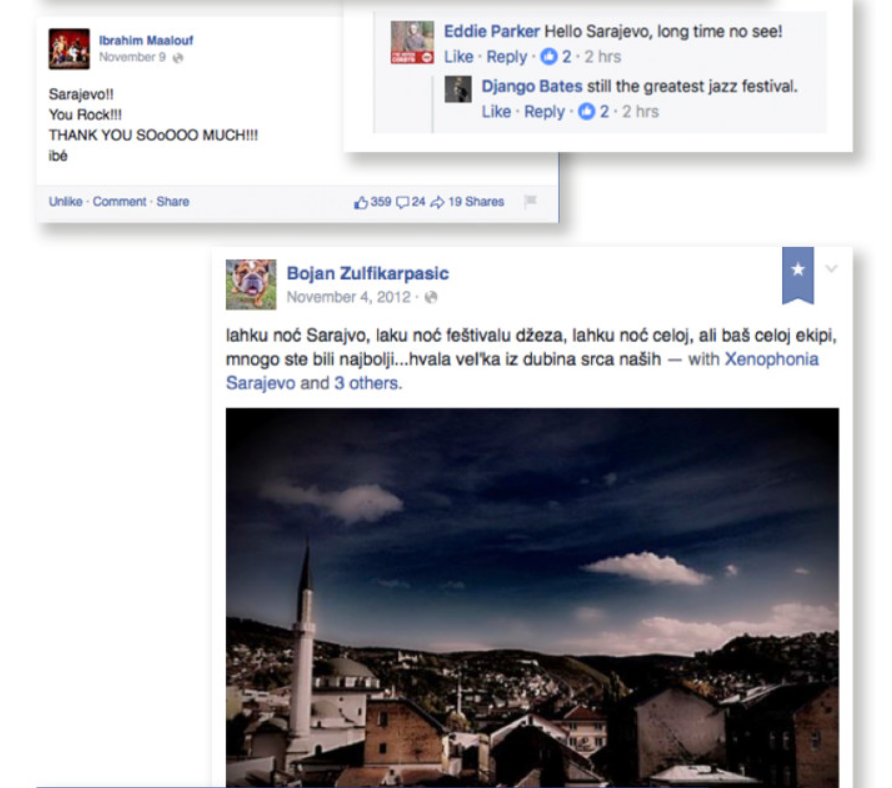 Ibrahim Maalouf
November 9
Sarajevo!!
You Rock!!!
THANK YOU SOoOOO MUCH!!!
ibé
Unlike · Comment · Share
359 24 19 Shares
Eddie Parker Hello Sarajevo, long time no see!
Like · Reply · 2 · 2 hrs
Django Bates still the greatest jazz festival.
Like · Reply · 2 · 2 hrs
Bojan Zulfikarpasic
November 4, 2012 ·
lahku noć Sarajvo, laku noć feštivalu džeza, lahku noć celoj, ali baš celoj ekipi,
mnogo ste bili najbolji...hvala vel'ka iz dubina srca naših — with Xenophonia
Sarajevo and 3 others.